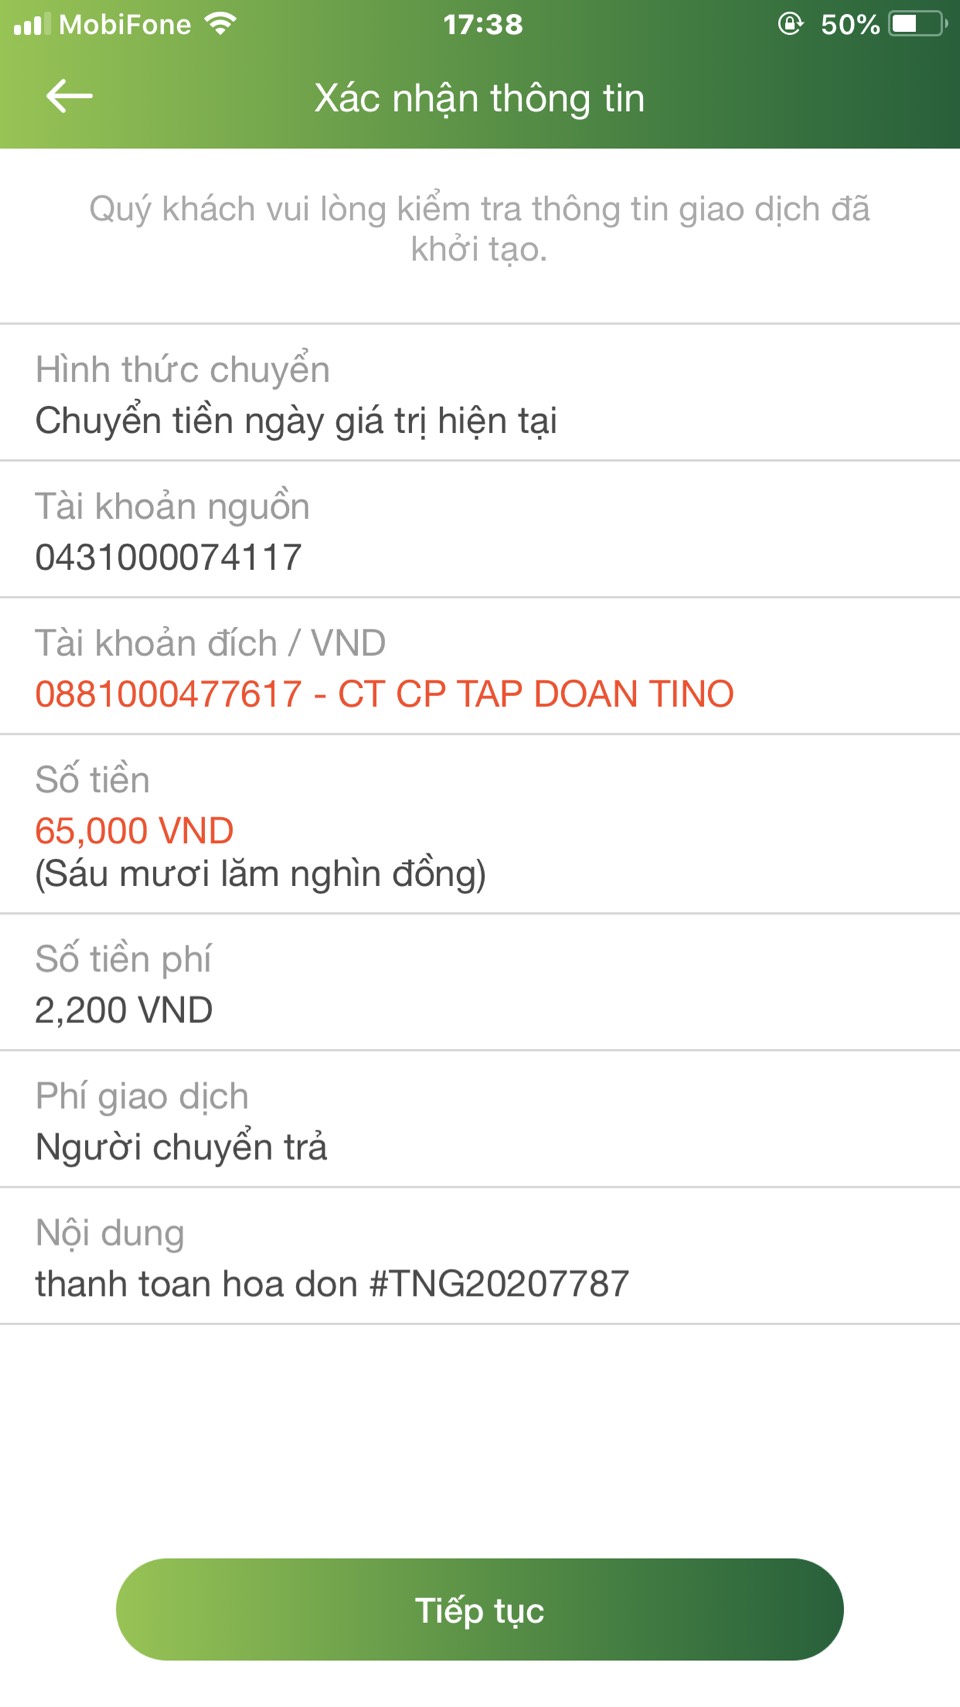 MobiFone 17:38 50%
Xác nhận thông tin
Quý khách vui lòng kiểm tra thông tin giao dịch đã
khởi tạo.
Hình thức chuyển
Chuyển tiền ngày giá trị hiện tại
Tài khoản nguồn
0431000074117
Tài khoản đích / VND
0881000477617 - CT CP TAP DOAN TINO
Số tiền
65,000 VND
(Sáu mươi lăm nghìn đồng)
Số tiền phí
2,200 VND
Phí giao dịch
Người chuyển trả
Nội dung
thanh toan hoa don #TNG20207787
Tiếp tục